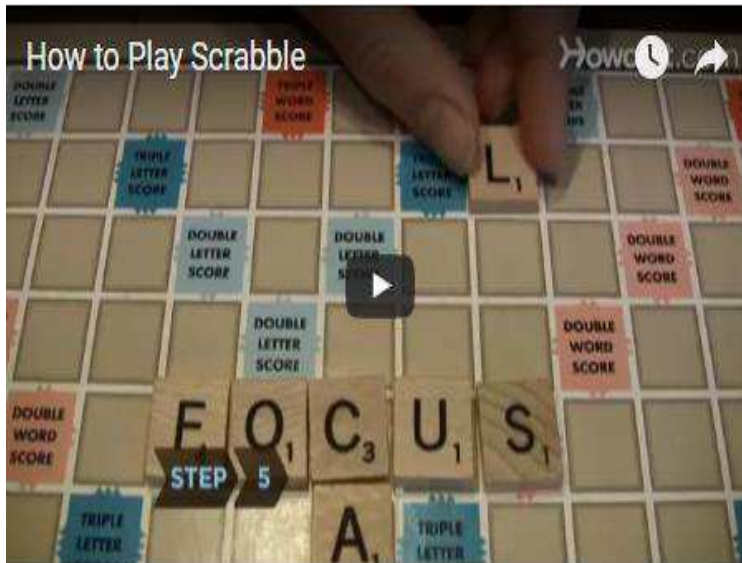 How to Play Scrabble
DOUBLE LETTER SCORE
TRIPLE WORD SCORE
TRIPLE LETTER SCORE
L1
DOUBLE WORD SCORE
DOUBLE LETTER SCORE
DOUBLE LETTER SCORE
DOUBLE WORD SCORE
DOUBLE LETTER SCORE
DOUBLE WORD SCORE
DOUBLE WORD SCORE
F O1 C3 U1 S1
STEP 5
TRIPLE LETTER
A1
TRIPLE LETTER